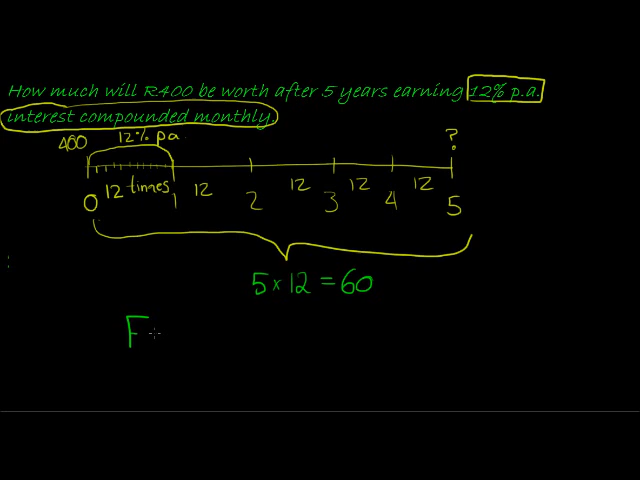 How much will R400 be worth after 5 years earning 12% p.a.
interest compounded monthly.
400 12% pa ?
12 times 12 12 12 12
0 1 2 3 4 5
5 × 12 = 60
F